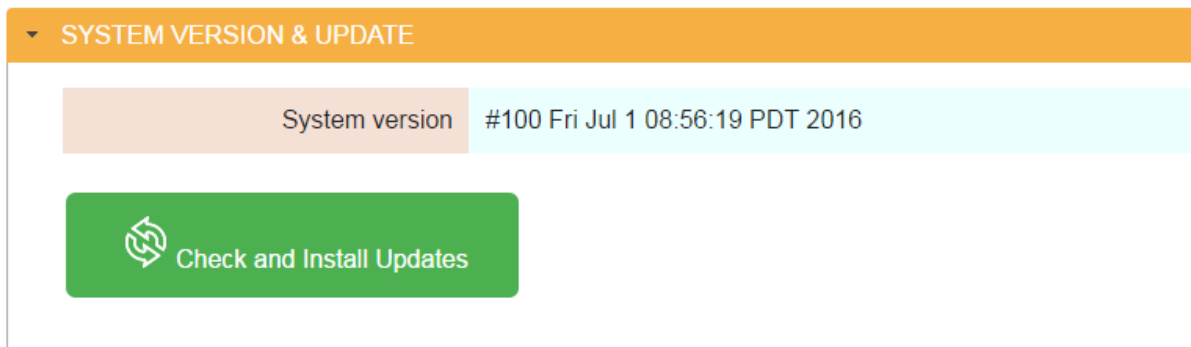 SYSTEM VERSION & UPDATE
System version #100 Fri Jul 1 08:56:19 PDT 2016
Check and Install Updates